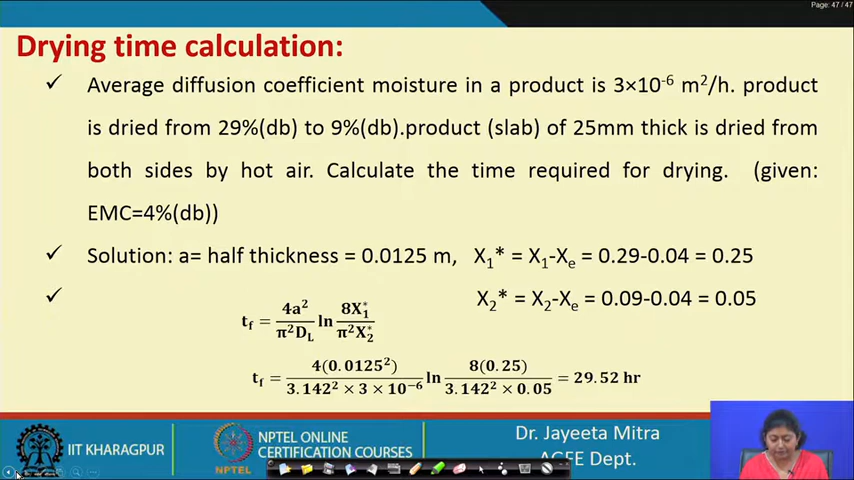 Page: 47 / 47
Drying time calculation:
✓ Average diffusion coefficient moisture in a product is 3×10⁻⁶ m²/h. product
is dried from 29%(db) to 9%(db).product (slab) of 25mm thick is dried from
both sides by hot air. Calculate the time required for drying. (given:
EMC=4%(db))
✓ Solution: a= half thickness = 0.0125 m, X₁* = X₁-Xₑ = 0.29-0.04 = 0.25
✓ X₂* = X₂-Xₑ = 0.09-0.04 = 0.05
t_f = 4a²/π²D_L ln 8X₁*/π²X₂*
t_f = 4(0.0125²)/3.142² × 3 × 10⁻⁶ ln 8(0.25)/3.142² × 0.05 = 29.52 hr
IIT KHARAGPUR
NPTEL
NPTEL ONLINE
CERTIFICATION COURSES
Dr. Jayeeta Mitra
AGFE Dept.